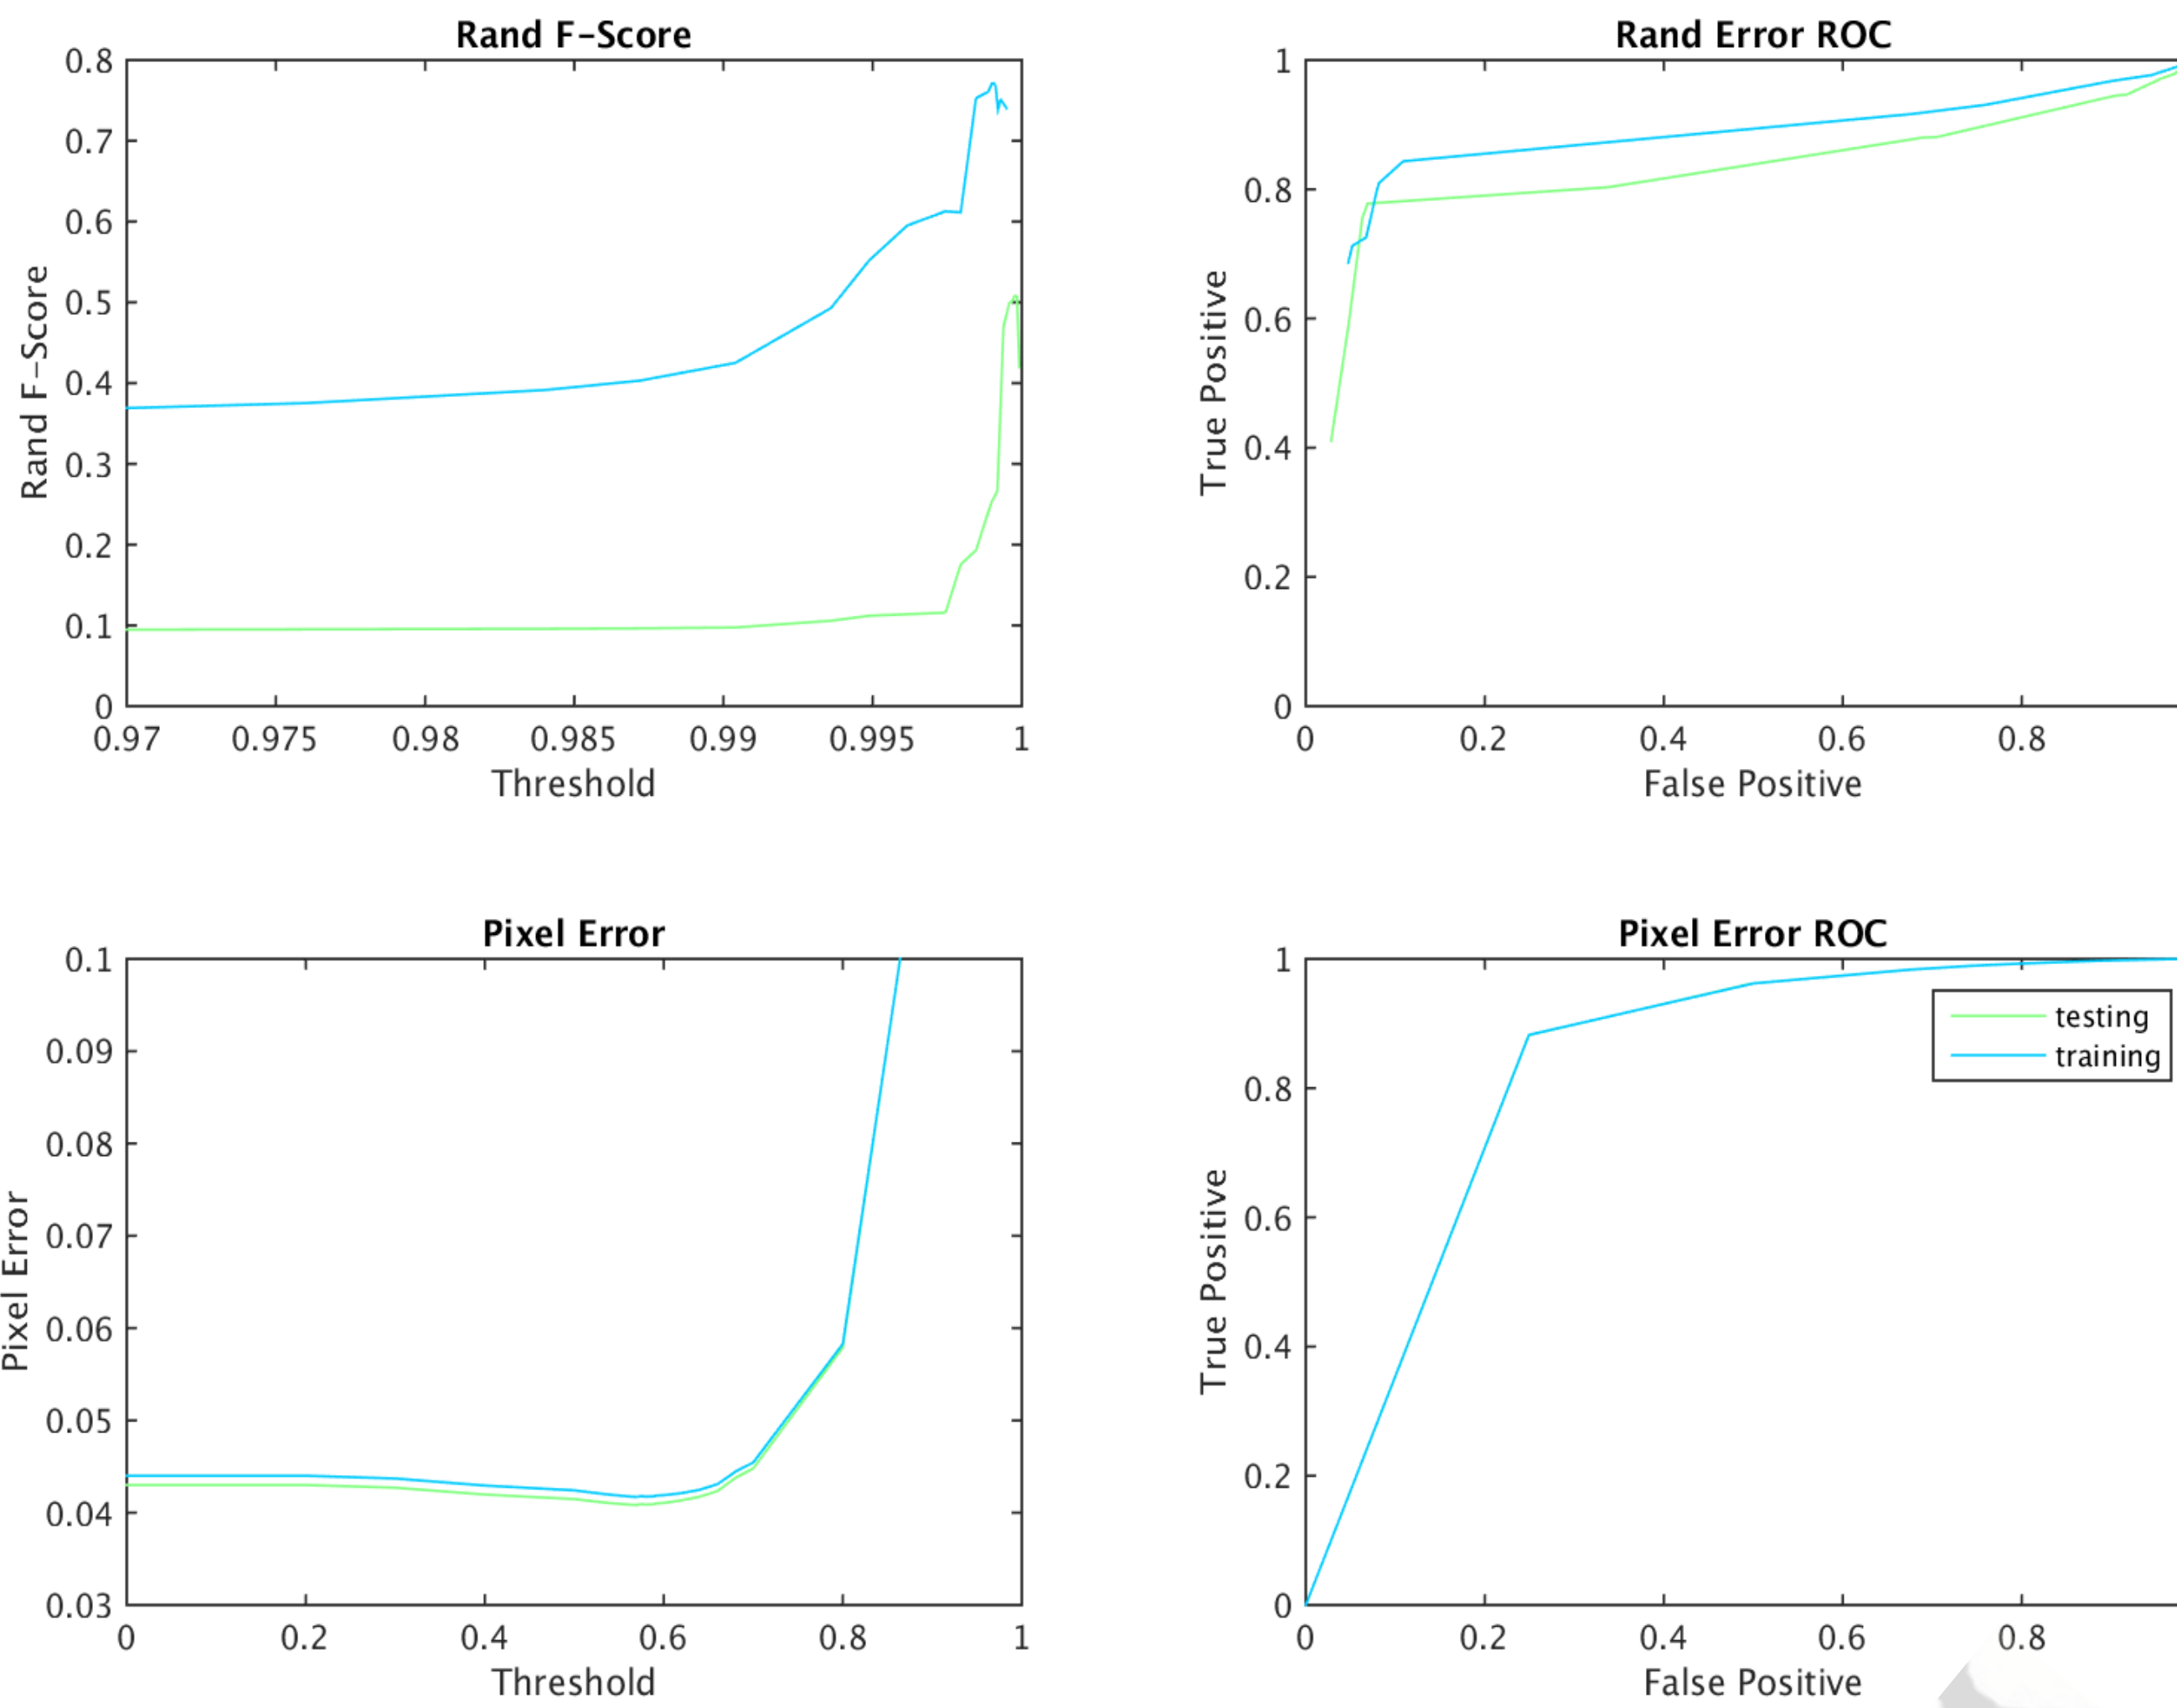 Rand F-Score
Rand F-Score
0.8
0.7
0.6
0.5
0.4
0.3
0.2
0.1
0
0.97 0.975 0.98 0.985 0.99 0.995 1
Threshold
Rand Error ROC
True Positive
1
0.8
0.6
0.4
0.2
0
0 0.2 0.4 0.6 0.8
False Positive
Pixel Error
Pixel Error
0.1
0.09
0.08
0.07
0.06
0.05
0.04
0.03
0 0.2 0.4 0.6 0.8 1
Threshold
Pixel Error ROC
True Positive
1
0.8
0.6
0.4
0.2
0
testing
training
0 0.2 0.4 0.6 0.8
False Positive